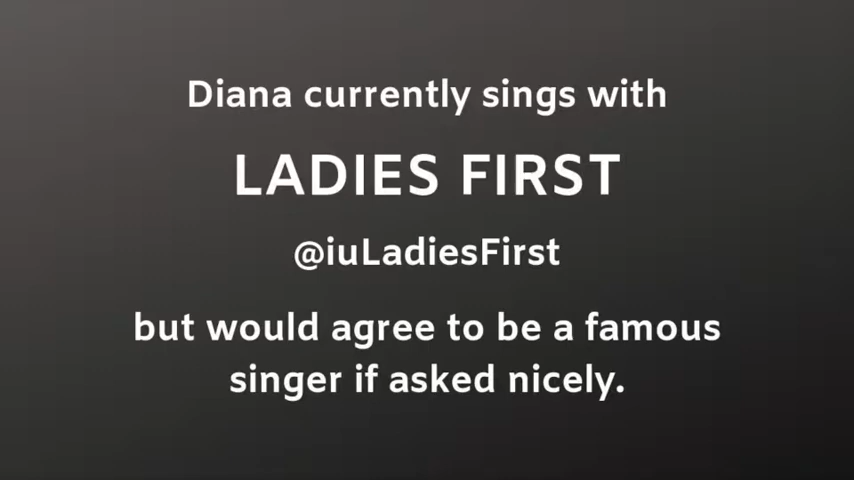 Diana currently sings with
LADIES FIRST
@iuLadiesFirst
but would agree to be a famous
singer if asked nicely.